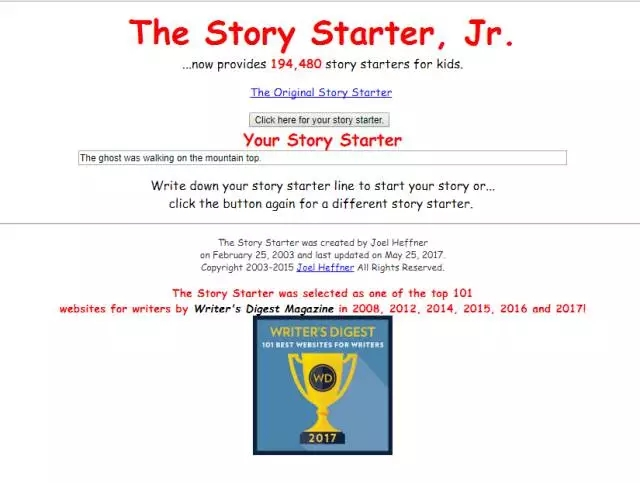 The Story Starter, Jr.
...now provides 194,480 story starters for kids.
The Original Story Starter
Click here for your story starter.
Your Story Starter
The ghost was walking on the mountain top.
Write down your story starter line to start your story or...
click the button again for a different story starter.
The Story Starter was created by Joel Heffner
on February 25, 2003 and last updated on May 25, 2017.
Copyright 2003-2015 Joel Heffner All Rights Reserved.
The Story Starter was selected as one of the top 101
websites for writers by Writer's Digest Magazine in 2008, 2012, 2014, 2015, 2016 and 2017!
WRITER'S DIGEST
101 BEST WEBSITES FOR WRITERS
WD
2017